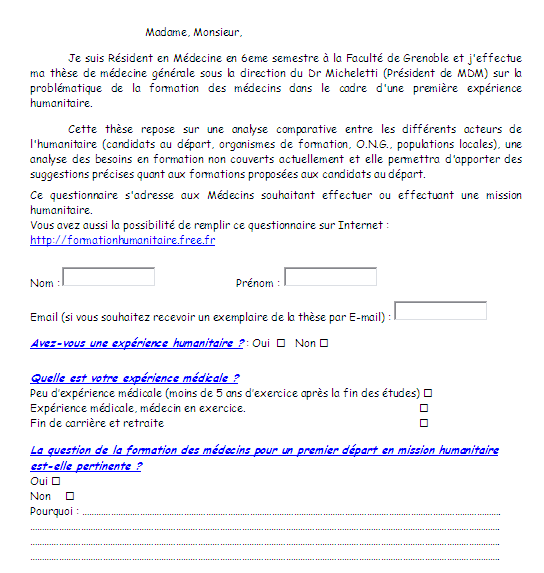 Madame, Monsieur,
Je suis Résident en Médecine en 6eme semestre à la Faculté de Grenoble et j'effectue
ma thèse de médecine générale sous la direction du Dr Micheletti (Président de MDM) sur la
problématique de la formation des médecins dans le cadre d'une première expérience
humanitaire.
Cette thèse repose sur une analyse comparative entre les différents acteurs de
l'humanitaire (candidats au départ, organismes de formation, O.N.G., populations locales), une
analyse des besoins en formation non couverts actuellement et elle permettra d'apporter des
suggestions précises quant aux formations proposées aux candidats au départ.
Ce questionnaire s'adresse aux Médecins souhaitant effectuer ou effectuant une mission
humanitaire.
Vous avez aussi la possibilité de remplir ce questionnaire sur Internet :
http://formationhumanitaire.free.fr
Nom : Prénom :
Email (si vous souhaitez recevoir un exemplaire de la thèse par E-mail) :
Avez-vous une expérience humanitaire ? : Oui □ Non □
Quelle est votre expérience médicale ?
Peu d'expérience médicale (moins de 5 ans d'exercice après la fin des études) □
Expérience médicale, médecin en exercice. □
Fin de carrière et retraite □
La question de la formation des médecins pour un premier départ en mission humanitaire
est-elle pertinente ?
Oui □
Non □
Pourquoi : ........................................................................